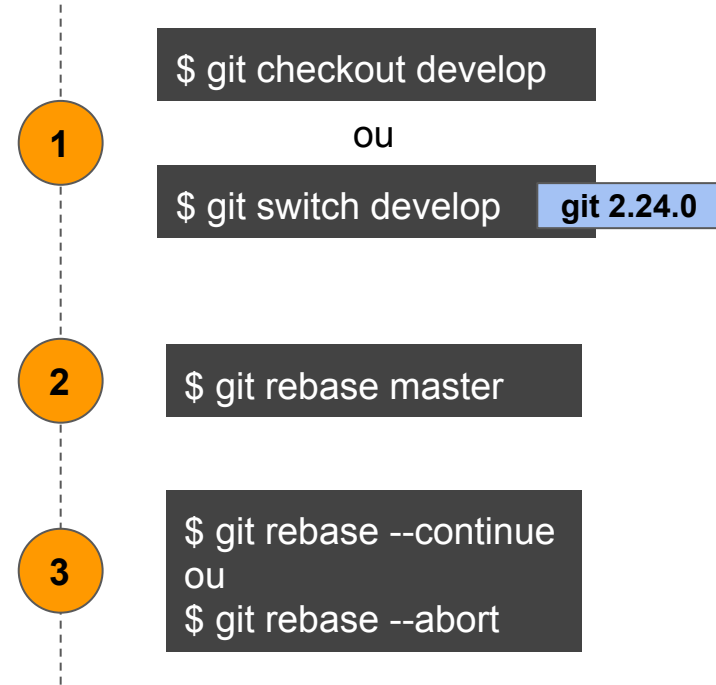 $ git checkout develop
1
ou
$ git switch develop
git 2.24.0
2
$ git rebase master
$ git rebase --continue
3
ou
$ git rebase --abort